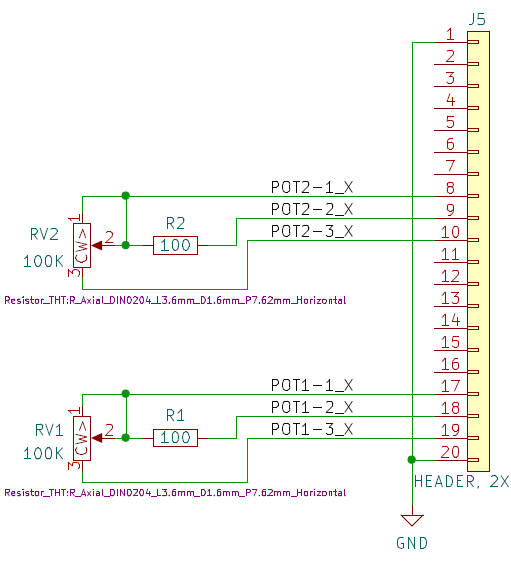 J5
1
2
3
4
5
6
7
POT2-1_X 8
POT2-2_X 9
POT2-3_X 10
1
RV2 CW> 2 R2
100K 100
3
11
12
Resistor_THT:R_Axial_DIN0204_L3.6mm_D1.6mm_P7.62mm_Horizontal
13
14
15
16
POT1-1_X 17
POT1-2_X 18
POT1-3_X 19
1
RV1 CW> 2 R1
100K 100
3
20
HEADER, 2X
Resistor_THT:R_Axial_DIN0204_L3.6mm_D1.6mm_P7.62mm_Horizontal
GND